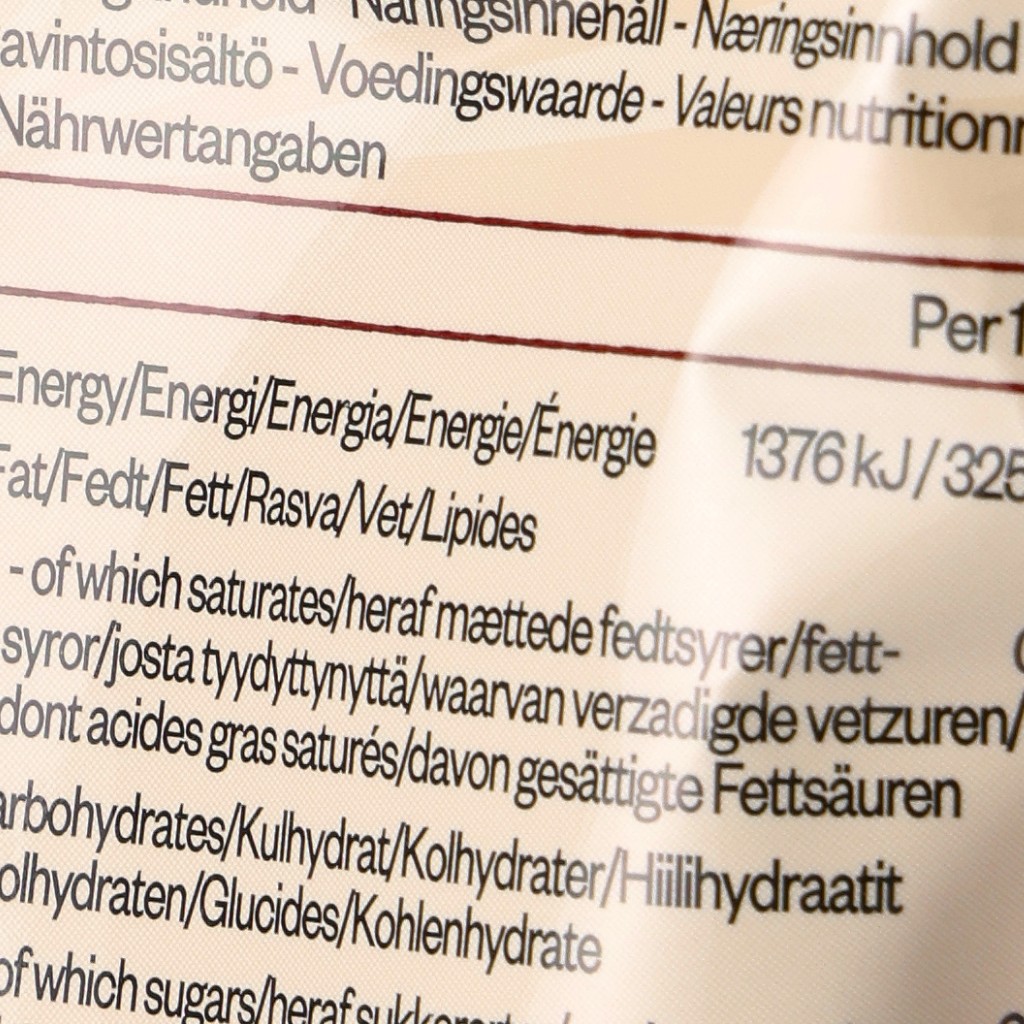 Näringsinnehåll - Næringsinnhold
avintosisältö - Voedingswaarde - Valeurs nutritionn
Nährwertangaben
Per 1
Energy/Energi/Energia/Energie/Énergie 1376 kJ / 325
Fat/Fedt/Fett/Rasva/Vet/Lipides
- of which saturates/heraf mættede fedtsyrer/fett-
syror/josta tyydyttynyttä/waarvan verzadigde vetzuren/
dont acides gras saturés/davon gesättigte Fettsäuren
arbohydrates/Kulhydrat/Kolhydrater/Hiilihydraatit
olhydraten/Glucides/Kohlenhydrate
of which sugars/heraf